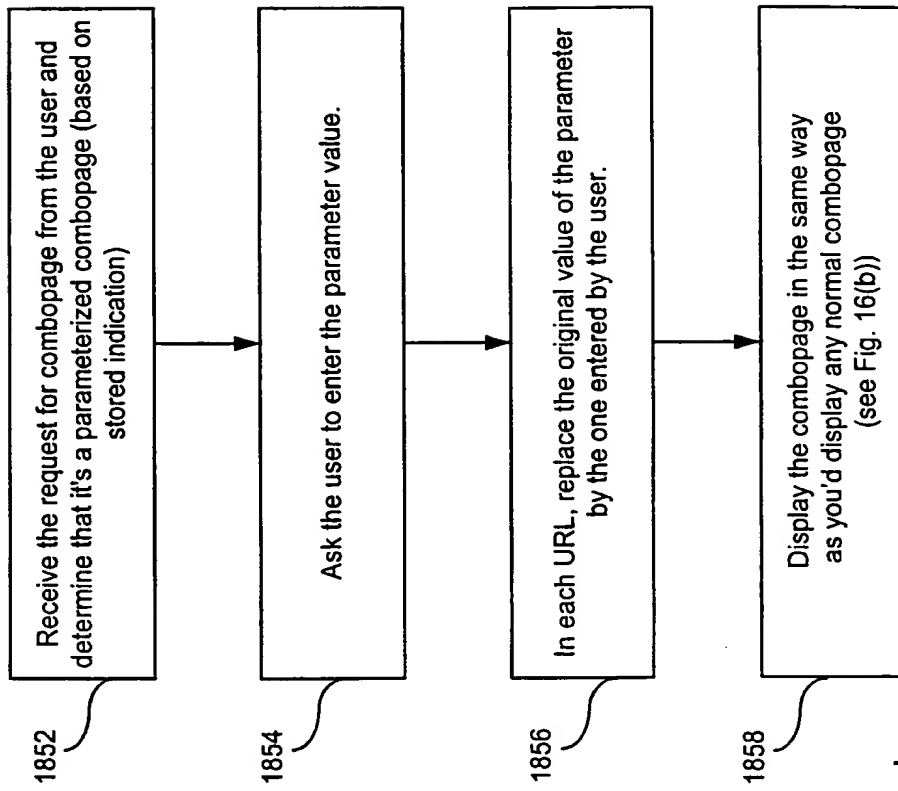 Receive the request for combopage from the user and
determine that it's a parameterized combopage (based on
stored indication)
1852
Ask the user to enter the parameter value.
1854
In each URL, replace the original value of the parameter
by the one entered by the user.
1856
Display the combopage in the same way
as you'd display any normal combopage
(see Fig. 16(b))
1858